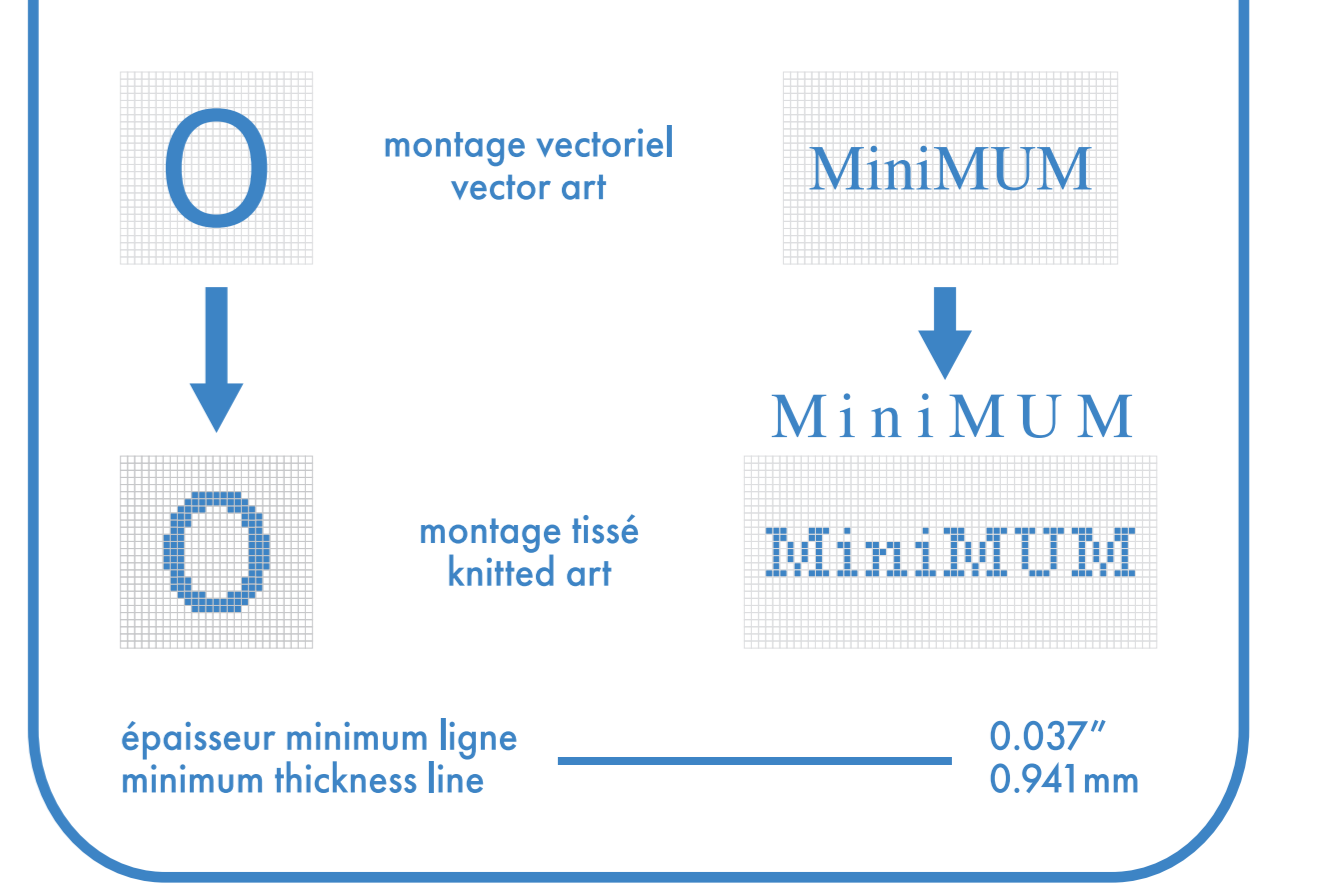 O
montage vectoriel
vector art
MiniMUM
MiniMUM
O
montage tissé
knitted art
MiniMUM
épaisseur minimum ligne
minimum thickness line
0.037"
0.941mm